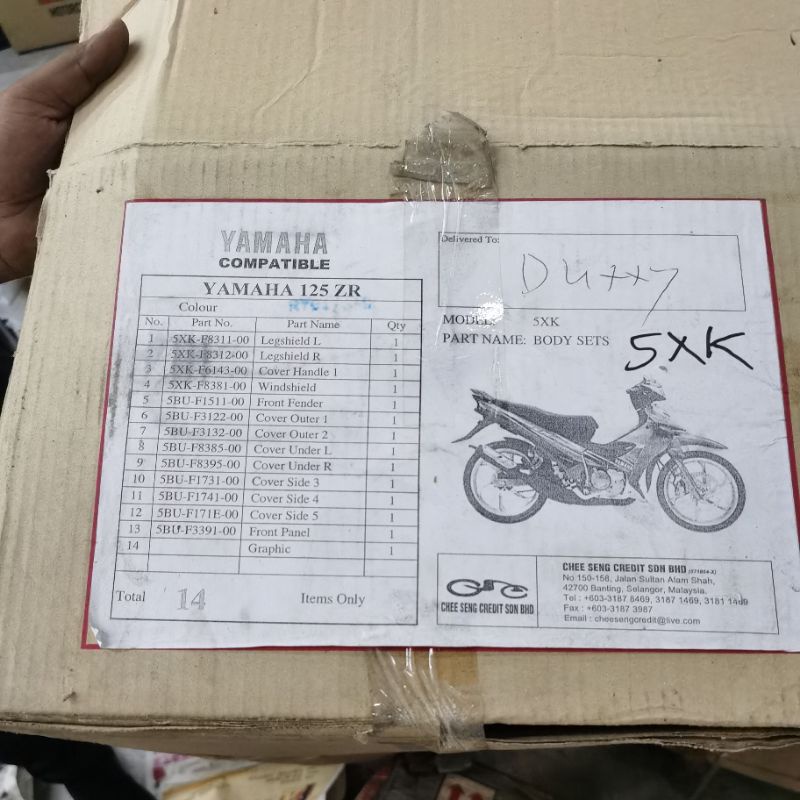 YAMAHA
COMPATIBLE
YAMAHA 125 ZR
Colour
No. Part No. Part Name Qty
1 5XK-F8311-00 Legshield L 1
2 5XK-F8312-00 Legshield R 1
3 5XK-F6143-00 Cover Handle 1 1
4 5XK-F8381-00 Windshield 1
5 5BU-F1511-00 Front Fender 1
6 5BU-F3122-00 Cover Outer 1 1
7 5BU-F3132-00 Cover Outer 2 1
8 5BU-F8385-00 Cover Under L 1
9 5BU-F8395-00 Cover Under R 1
10 5BU-F1731-00 Cover Side 3 1
11 5BU-F1741-00 Cover Side 4 1
12 5BU-F171E-00 Cover Side 5 1
13 5BU-F3391-00 Front Panel 1
14 Graphic 1
Total 14 Items Only
Delivered To:
MODEL: 5XK
PART NAME: BODY SETS
5XK
CHEE SENG CREDIT SDN BHD
CHEE SENG CREDIT SDN BHD
No 150-158, Jalan Sultan Alam Shah,
42700 Banting, Selangor, Malaysia.
Tel : +603-3187 8469, 3187 1469, 3181 1469
Fax : +603-3187 3987
Email : cheesengcredit@live.com